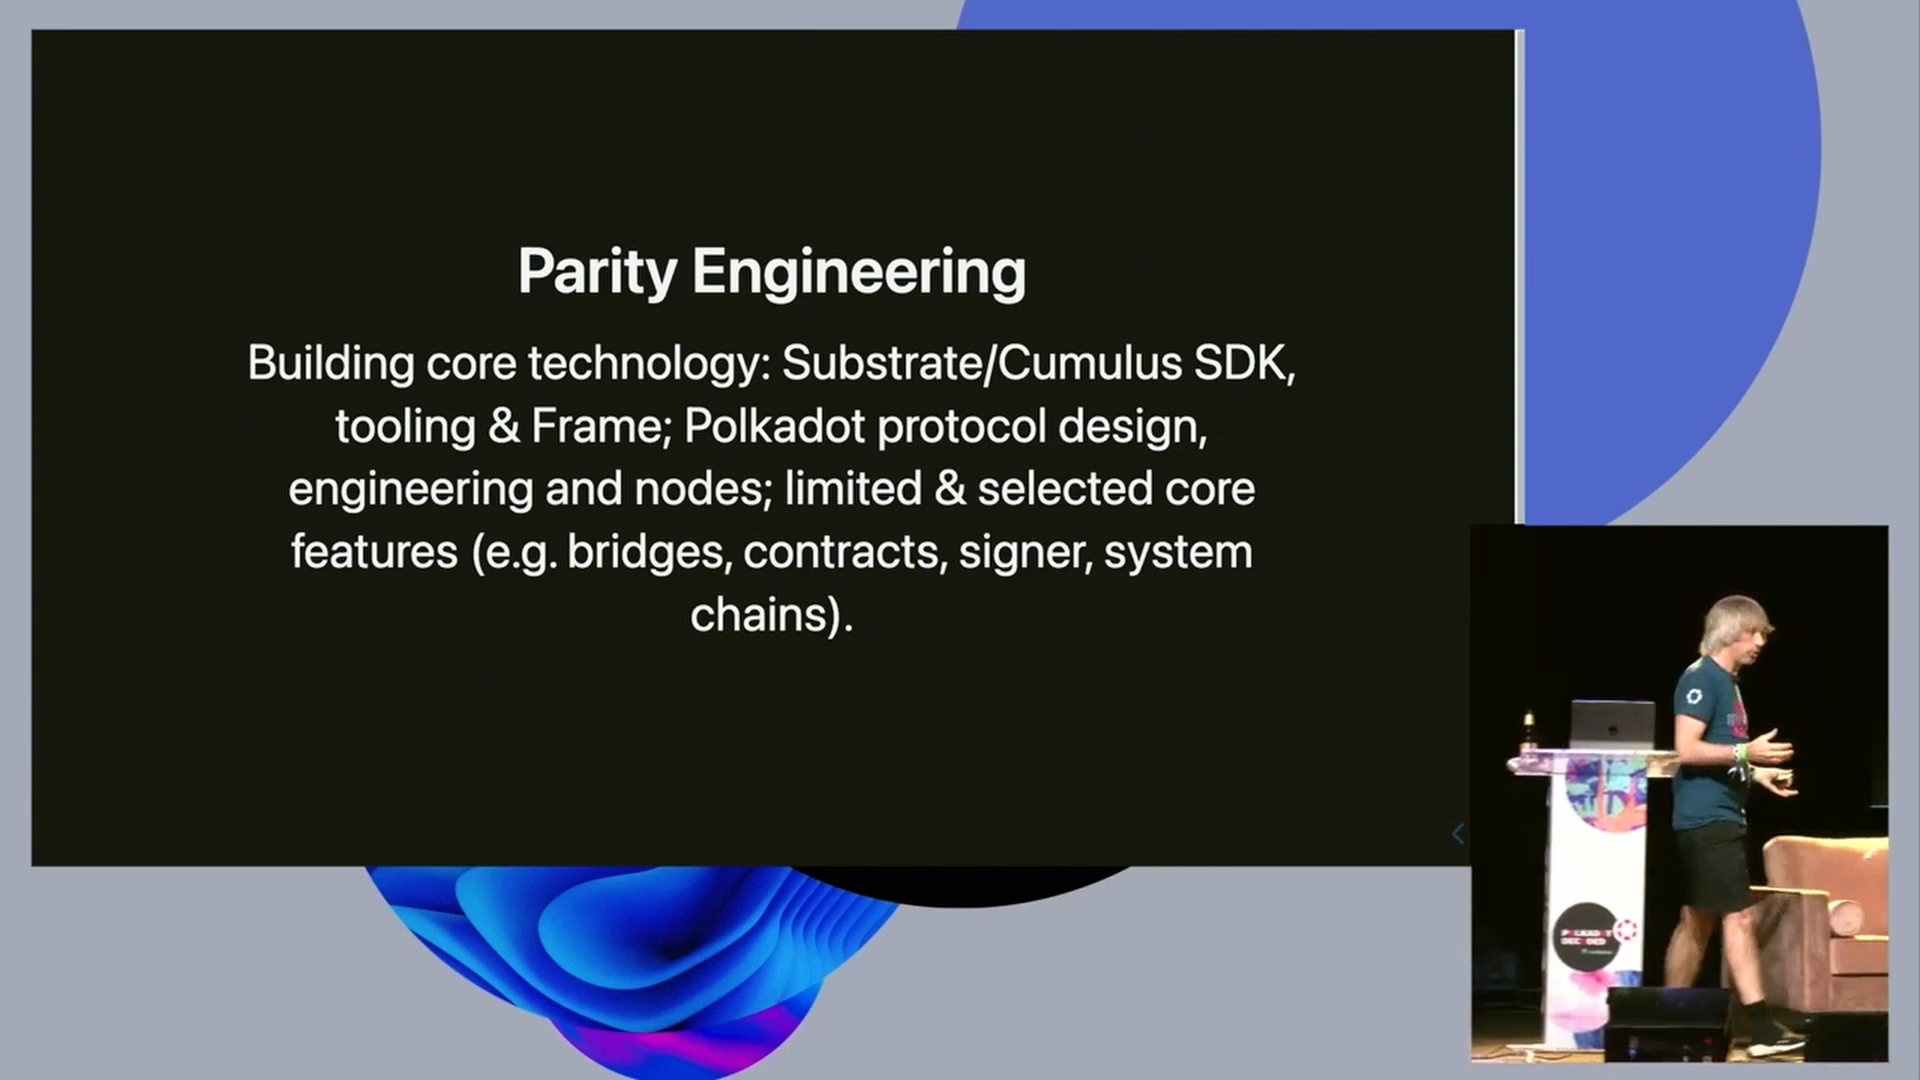 Parity Engineering
Building core technology: Substrate/Cumulus SDK,
tooling & Frame; Polkadot protocol design,
engineering and nodes; limited & selected core
features (e.g. bridges, contracts, signer, system
chains).